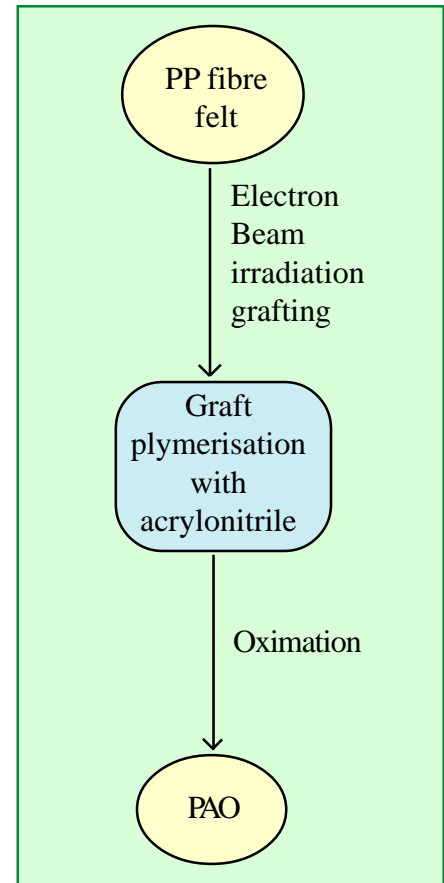 PP fibre
felt
Electron
Beam
irradiation
grafting
Graft
plymerisation
with
acrylonitrile
Oximation
PAO